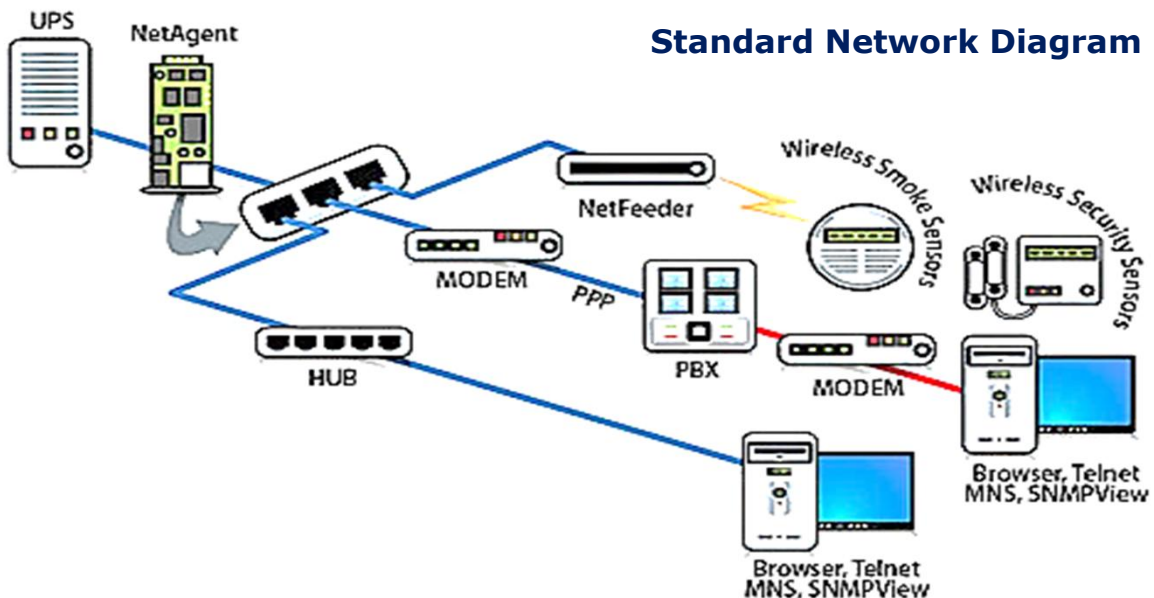 Standard Network Diagram
UPS
NetAgent
NetFeeder
Wireless Smoke Sensors
Wireless Security Sensors
MODEM
PPP
PBX
MODEM
HUB
Browser, Telnet
MNS, SNMPView
Browser, Telnet
MNS, SNMPView